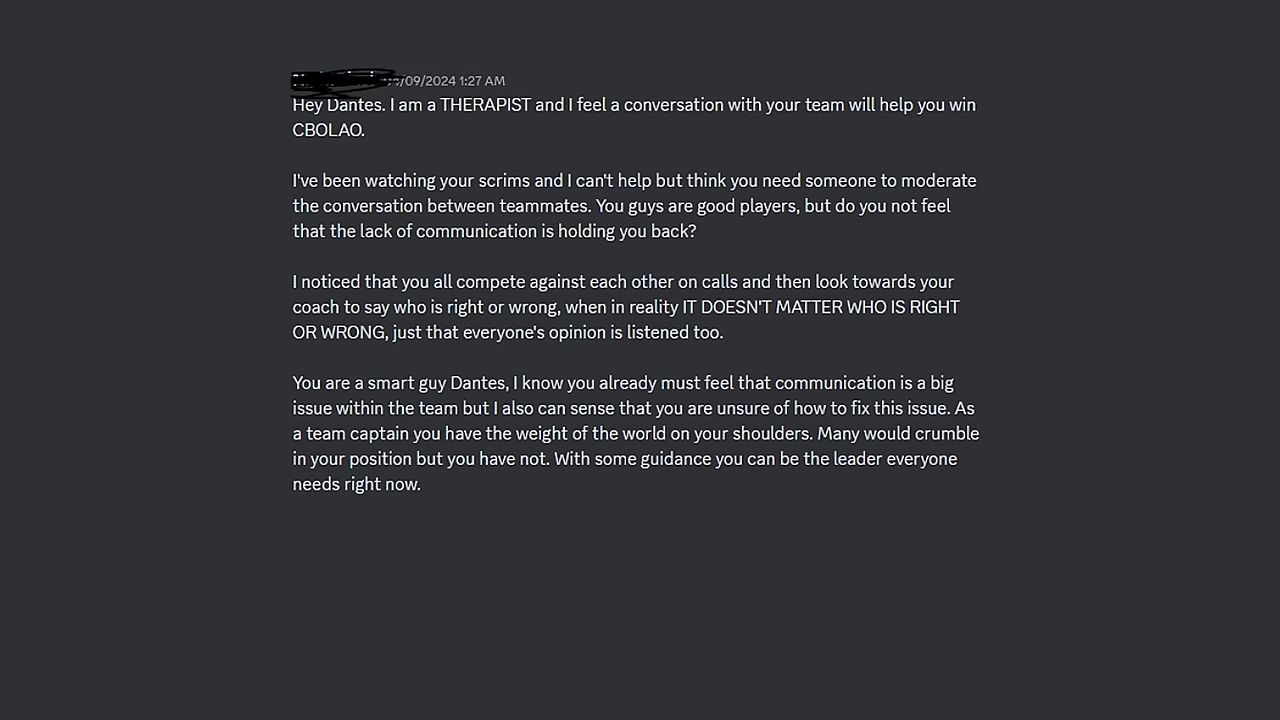 /09/2024 1:27 AM
Hey Dantes. I am a THERAPIST and I feel a conversation with your team will help you win
CBOLAO.
I've been watching your scrims and I can't help but think you need someone to moderate
the conversation between teammates. You guys are good players, but do you not feel
that the lack of communication is holding you back?
I noticed that you all compete against each other on calls and then look towards your
coach to say who is right or wrong, when in reality IT DOESN'T MATTER WHO IS RIGHT
OR WRONG, just that everyone's opinion is listened too.
You are a smart guy Dantes, I know you already must feel that communication is a big
issue within the team but I also can sense that you are unsure of how to fix this issue. As
a team captain you have the weight of the world on your shoulders. Many would crumble
in your position but you have not. With some guidance you can be the leader everyone
needs right now.